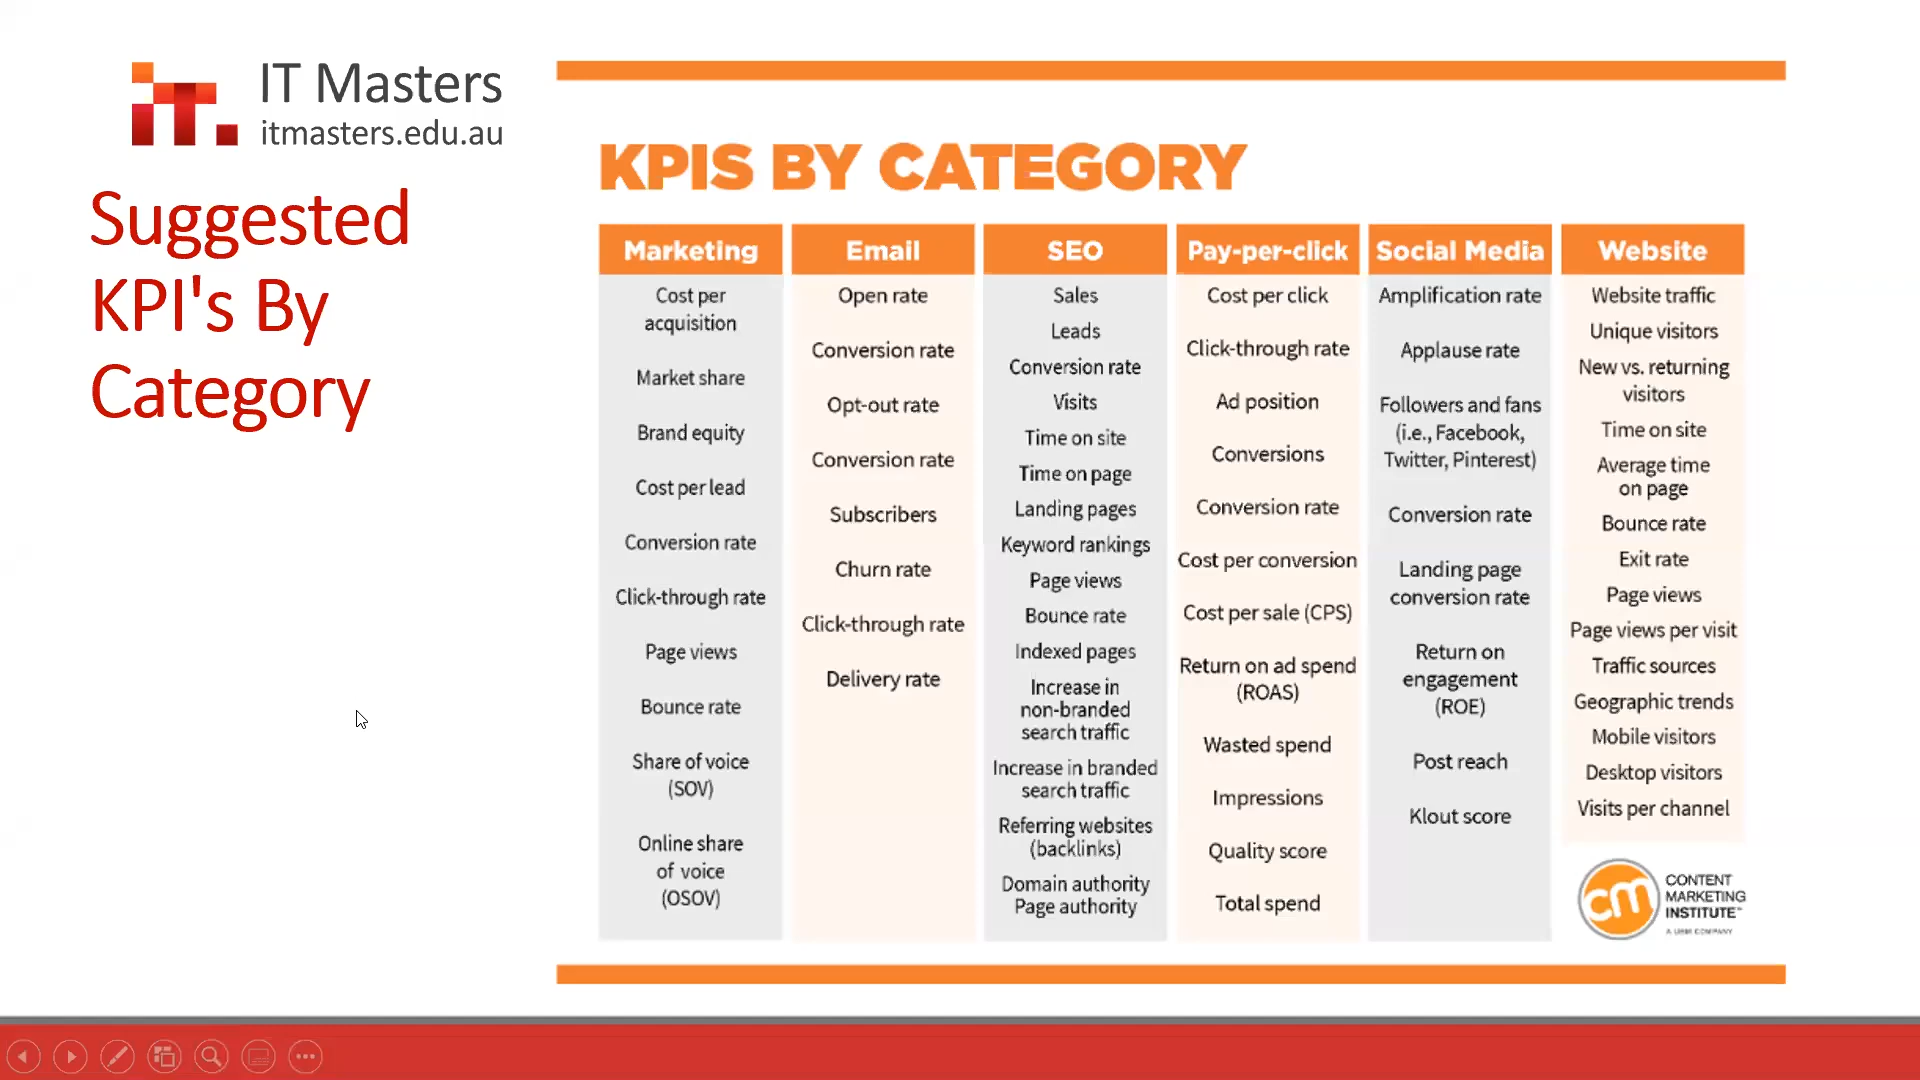 IT Masters
itmasters.edu.au
Suggested
KPI's By
Category
KPIS BY CATEGORY
Marketing
Cost per
acquisition
Market share
Brand equity
Cost per lead
Conversion rate
Click-through rate
Page views
Bounce rate
Share of voice
(SOV)
Online share
of voice
(OSOV)
Email
Open rate
Conversion rate
Opt-out rate
Conversion rate
Subscribers
Churn rate
Click-through rate
Delivery rate
SEO
Sales
Leads
Conversion rate
Visits
Time on site
Time on page
Landing pages
Keyword rankings
Page views
Bounce rate
Indexed pages
Increase in
non-branded
search traffic
Increase in branded
search traffic
Referring websites
(backlinks)
Domain authority
Page authority
Pay-per-click
Cost per click
Click-through rate
Ad position
Conversions
Conversion rate
Cost per conversion
Cost per sale (CPS)
Return on ad spend
(ROAS)
Wasted spend
Impressions
Quality score
Total spend
Social Media
Amplification rate
Applause rate
Followers and fans
(i.e., Facebook,
Twitter, Pinterest)
Conversion rate
Landing page
conversion rate
Return on
engagement
(ROE)
Post reach
Klout score
Website
Website traffic
Unique visitors
New vs. returning
visitors
Time on site
Average time
on page
Bounce rate
Exit rate
Page views
Page views per visit
Traffic sources
Geographic trends
Mobile visitors
Desktop visitors
Visits per channel
cm
CONTENT
MARKETING
INSTITUTE™
A UBM COMPANY